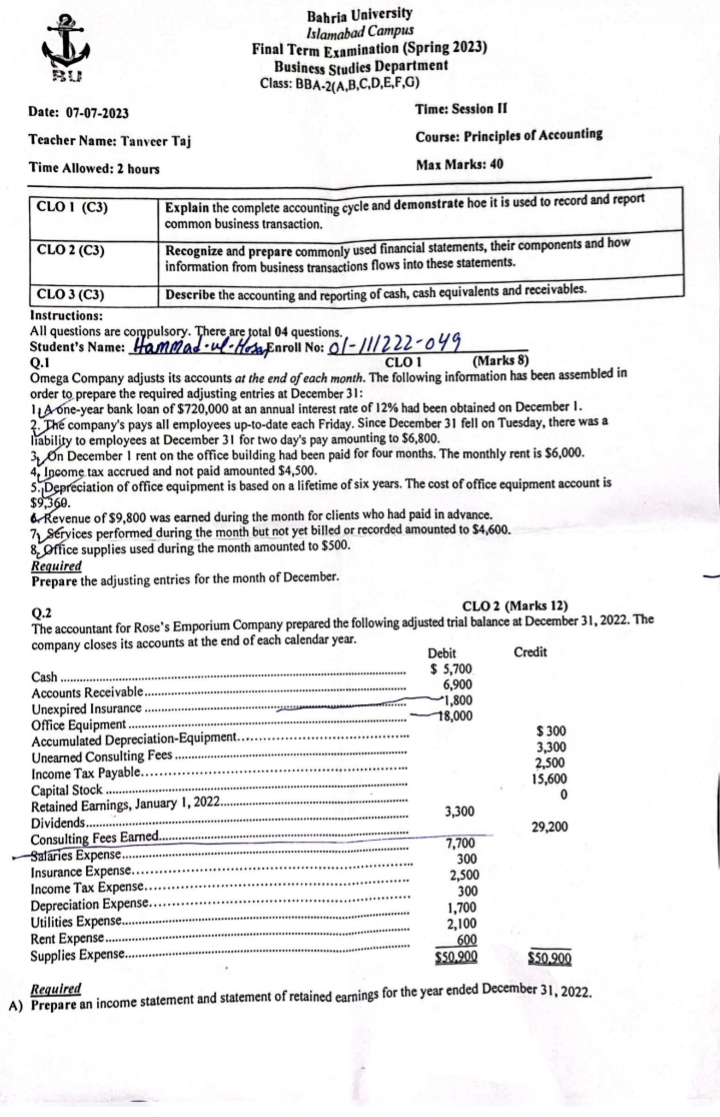 BU
Bahria University
Islamabad Campus
Final Term Examination (Spring 2023)
Business Studies Department
Class: BBA-2(A,B,C,D,E,F,G)
Date: 07-07-2023 Time: Session II
Teacher Name: Tanveer Taj Course: Principles of Accounting
Time Allowed: 2 hours Max Marks: 40
CLO 1 (C3) Explain the complete accounting cycle and demonstrate hoe it is used to record and report
common business transaction.
CLO 2 (C3) Recognize and prepare commonly used financial statements, their components and how
information from business transactions flows into these statements.
CLO 3 (C3) Describe the accounting and reporting of cash, cash equivalents and receivables.
Instructions:
All questions are compulsory. There are total 04 questions.
Student's Name: Hammad-ul- Enroll No: 01-111222-049
Q.1 CLO 1 (Marks 8)
Omega Company adjusts its accounts at the end of each month. The following information has been assembled in
order to prepare the required adjusting entries at December 31:
1. A one-year bank loan of $720,000 at an annual interest rate of 12% had been obtained on December 1.
2. The company's pays all employees up-to-date each Friday. Since December 31 fell on Tuesday, there was a
liability to employees at December 31 for two day's pay amounting to $6,800.
3. On December 1 rent on the office building had been paid for four months. The monthly rent is $6,000.
4. Income tax accrued and not paid amounted $4,500.
5. Depreciation of office equipment is based on a lifetime of six years. The cost of office equipment account is
$9,360.
6. Revenue of $9,800 was earned during the month for clients who had paid in advance.
7. Services performed during the month but not yet billed or recorded amounted to $4,600.
8. Office supplies used during the month amounted to $500.
Required
Prepare the adjusting entries for the month of December.
Q.2 CLO 2 (Marks 12)
The accountant for Rose's Emporium Company prepared the following adjusted trial balance at December 31, 2022. The
company closes its accounts at the end of each calendar year.
Debit Credit
Cash $ 5,700
Accounts Receivable 6,900
Unexpired Insurance 1,800
Office Equipment 18,000
Accumulated Depreciation-Equipment $ 300
Unearned Consulting Fees 3,300
Income Tax Payable 2,500
Capital Stock 15,600
Retained Earnings, January 1, 2022 0
Dividends 3,300
Consulting Fees Earned 29,200
Salaries Expense 7,700
Insurance Expense 300
Income Tax Expense 2,500
Depreciation Expense 300
Utilities Expense 1,700
Rent Expense 2,100
Supplies Expense 600
$50,900 $50,900
Required
A) Prepare an income statement and statement of retained earnings for the year ended December 31, 2022.